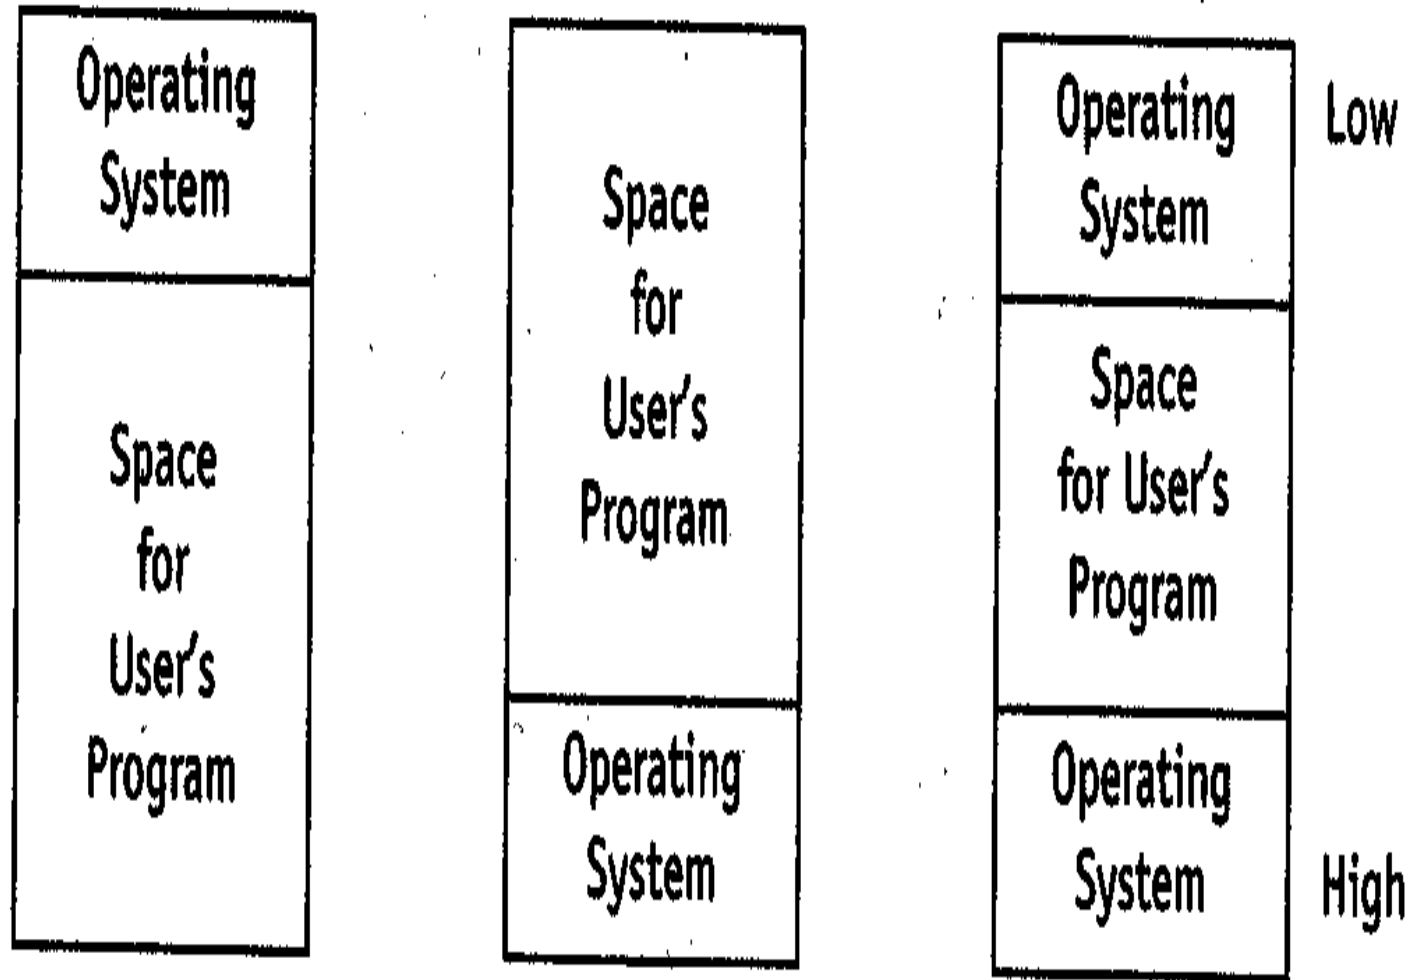 Operating
System
Space
for
User's
Program
Space
for
User's
Program
Operating
System
Operating
System
Space
for User's
Program
Operating
System
Low
High